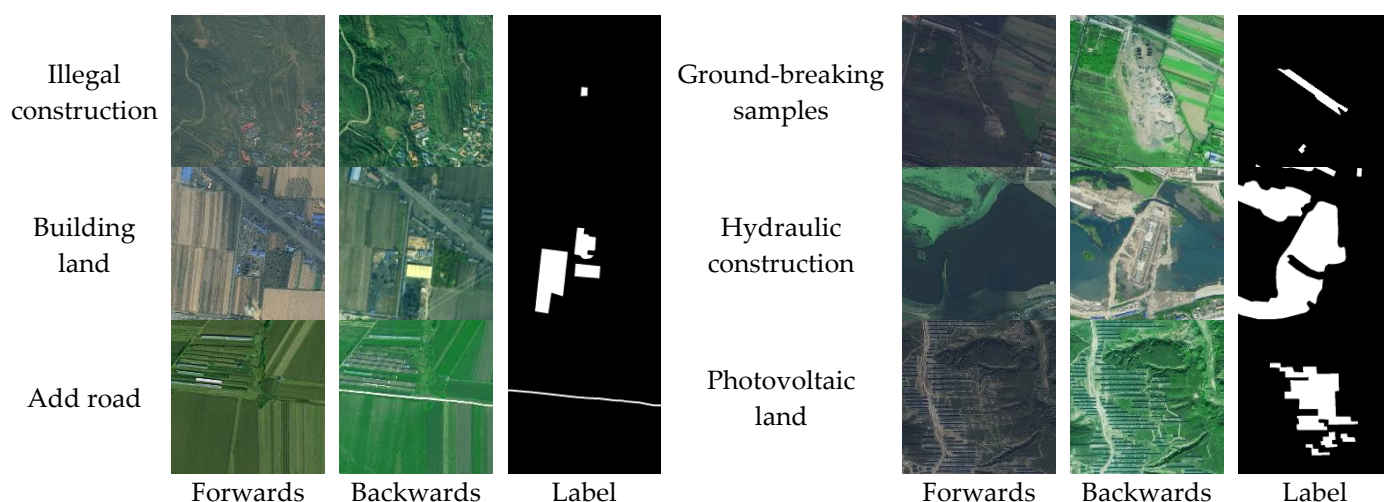 Illegal
construction
Ground-breaking
samples
Building
land
Hydraulic
construction
Add road
Photovoltaic
land
Forwards Backwards Label Forwards Backwards Label